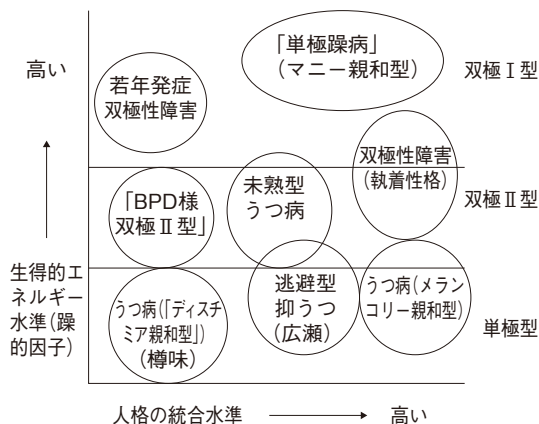 高い
「単極躁病」
(マニー親和型)
双極Ⅰ型
若年発症
双極性障害
双極性障害
(執着性格)
「BPD様
双極Ⅱ型」
未熟型
うつ病
双極Ⅱ型
生得的エ
ネルギー
水準(躁
的因子)
うつ病(「ディスチ
ミア親和型」)
(樽味)
逃避型
抑うつ
(広瀬)
うつ病(メラン
コリー親和型)
単極型
人格の統合水準
高い